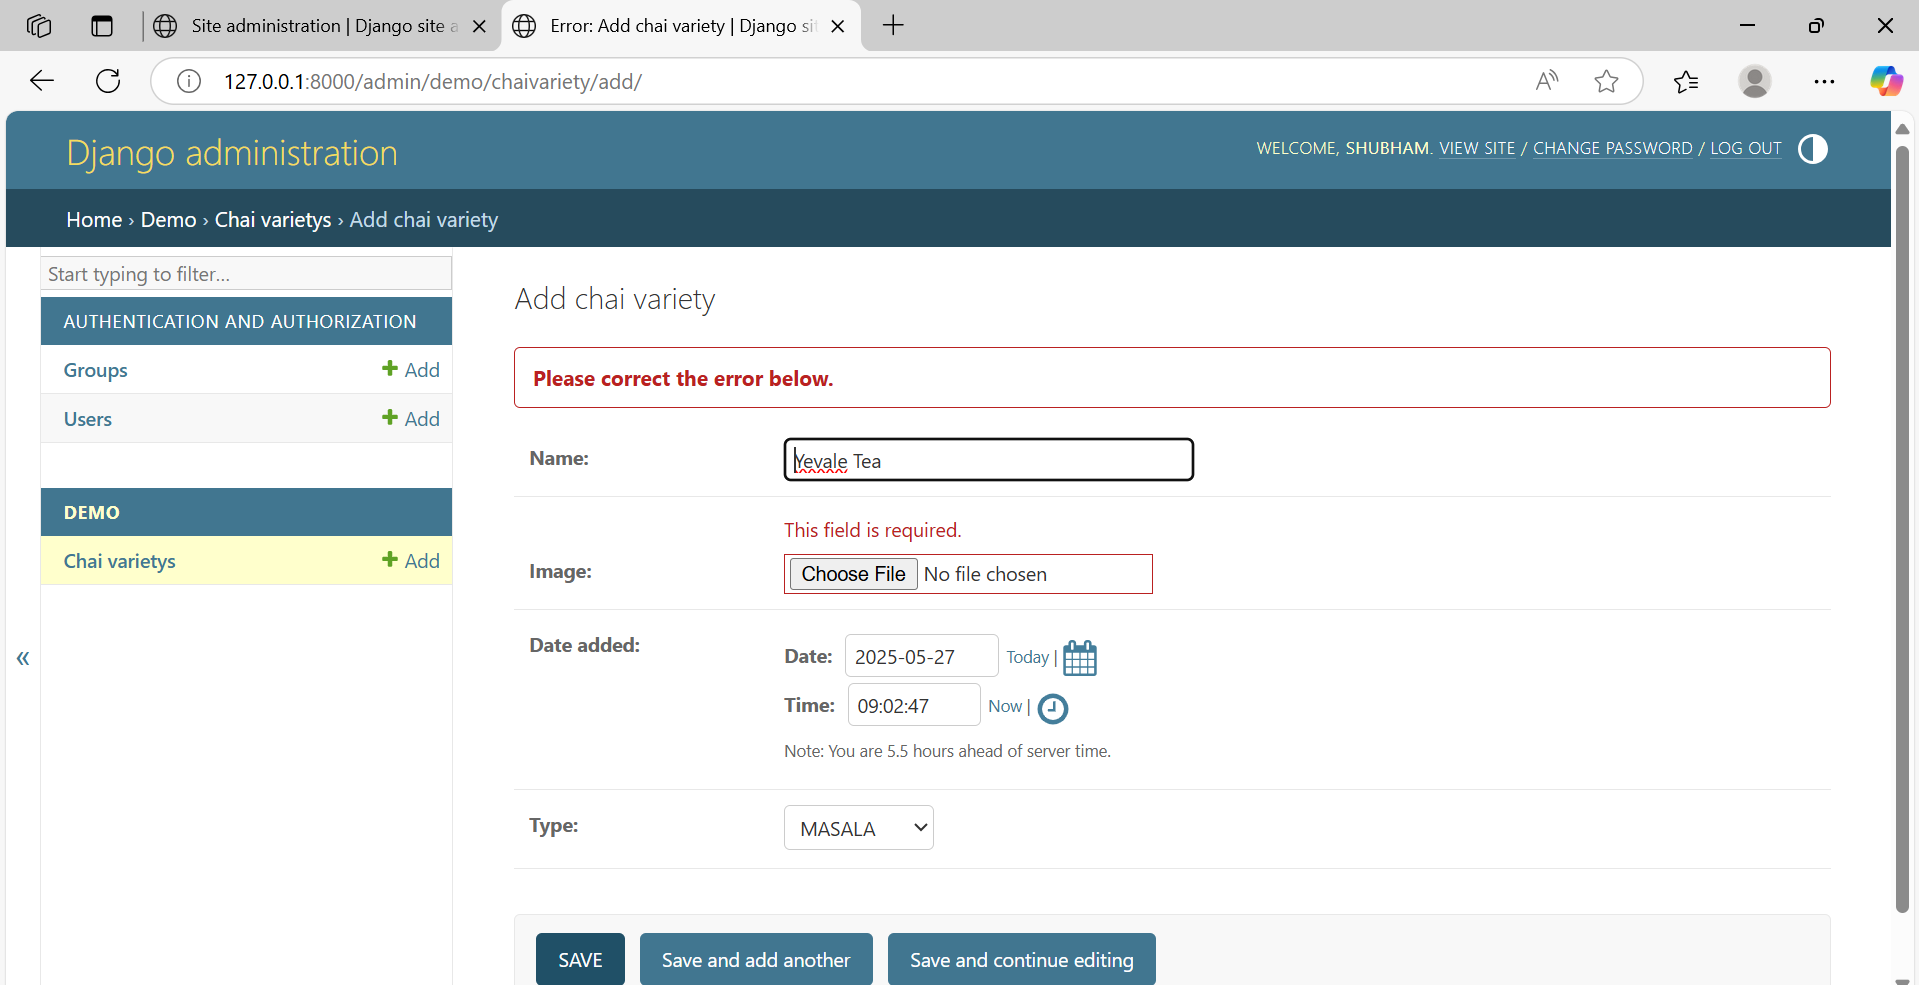 Site administration | Django site a
Error: Add chai variety | Django sit
127.0.0.1:8000/admin/demo/chaivariety/add/
Django administration
WELCOME, SHUBHAM. VIEW SITE / CHANGE PASSWORD / LOG OUT
Home › Demo › Chai varietys › Add chai variety
Start typing to filter...
AUTHENTICATION AND AUTHORIZATION
Groups + Add
Users + Add
DEMO
Chai varietys + Add
«
Add chai variety
Please correct the error below.
Name: Yevale Tea
This field is required.
Image: Choose File No file chosen
Date added:
Date: 2025-05-27 Today |
Time: 09:02:47 Now |
Note: You are 5.5 hours ahead of server time.
Type: MASALA
SAVE Save and add another Save and continue editing